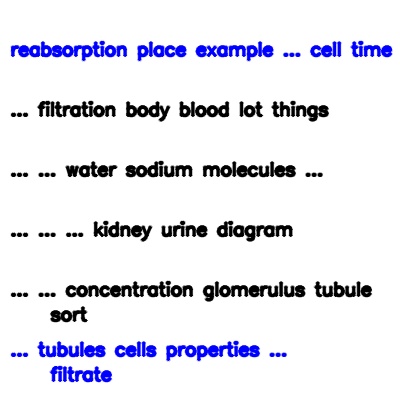 reabsorption place example ... cell time
... filtration body blood lot things
... ... water sodium molecules ...
... ... ... kidney urine diagram
... ... concentration glomerulus tubule
sort
... tubules cells properties ...
filtrate